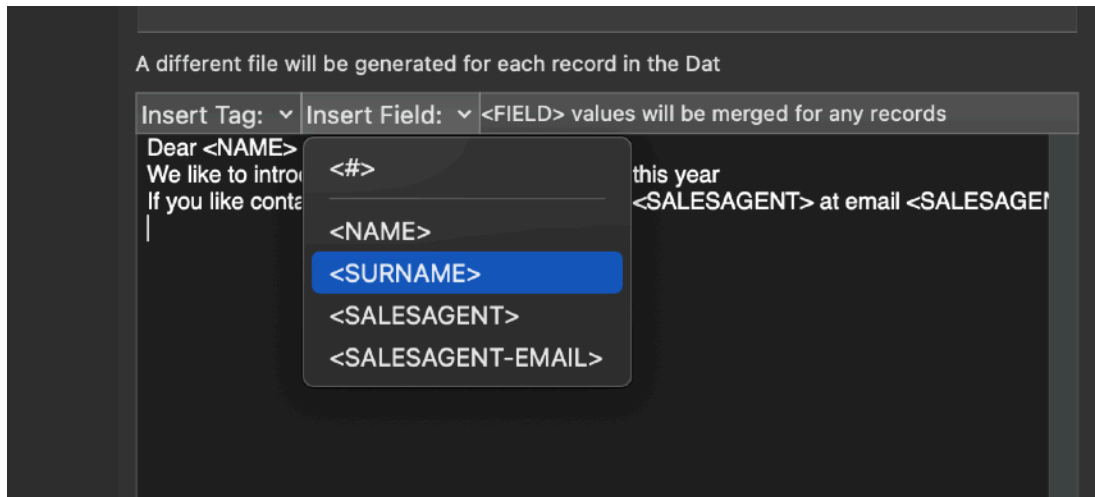 A different file will be generated for each record in the Dat
Insert Tag: Insert Field: <FIELD> values will be merged for any records
Dear <NAME>
We like to this year
If you like <SALESAGENT> at email
<#>
<NAME>
<SURNAME>
<SALESAGENT>
<SALESAGENT-EMAIL>